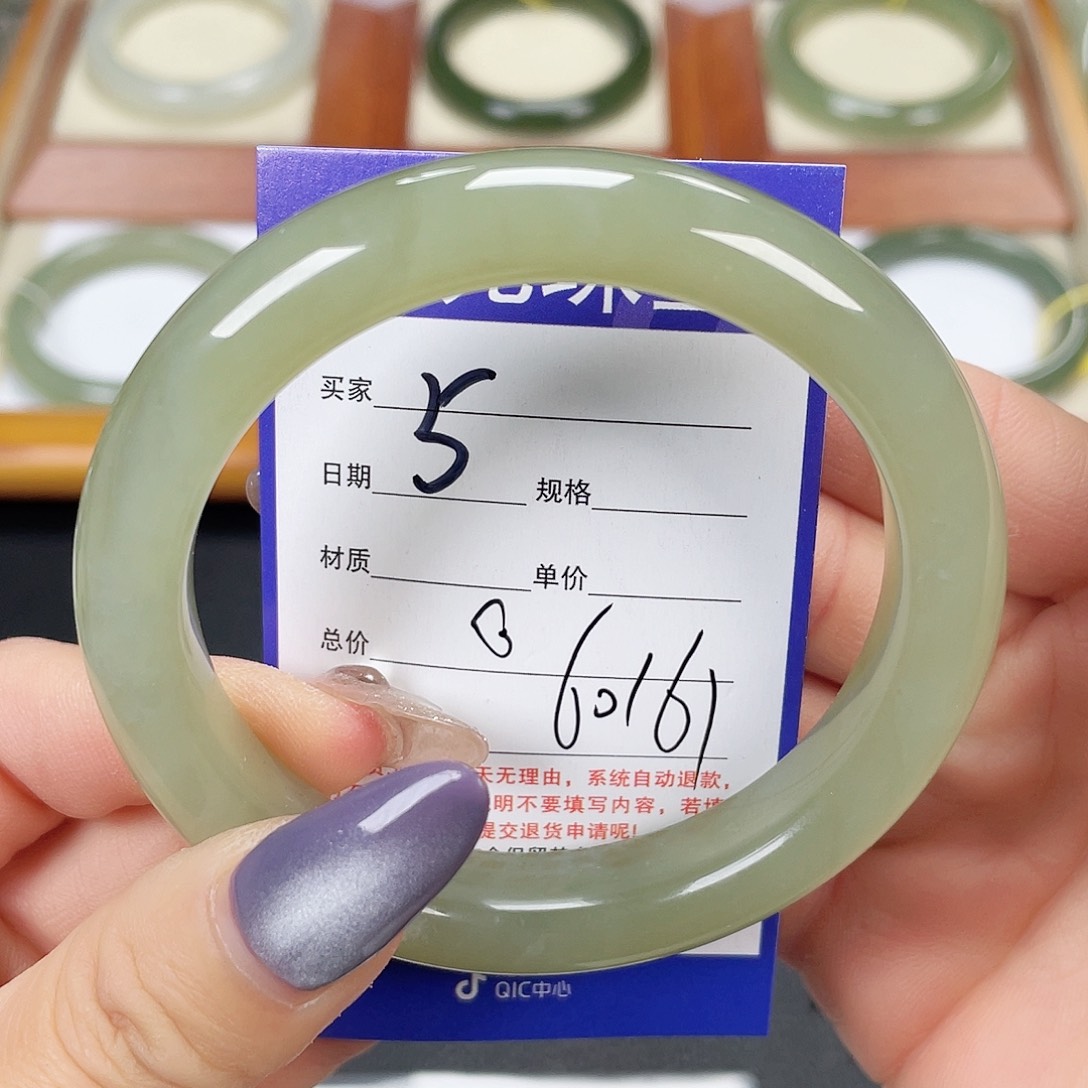 买家 5
日期 规格
材质 单价
总价
60161
天无理由，系统自动退款，
明不要填写内容，若填
提交退货申请呢!
QIC中心